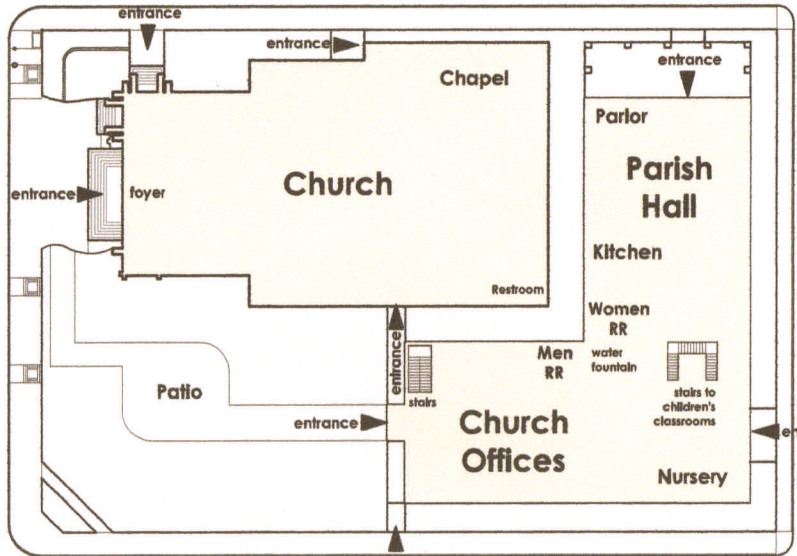 entrance
entrance
entrance
Chapel
Parlor
Parish
Hall
entrance
foyer
Church
Kitchen
Restroom
Women
RR
Men
RR
water
fountain
entrance
stairs
stairs to
children's
classrooms
Patio
entrance
Church
Offices
Nursery
en